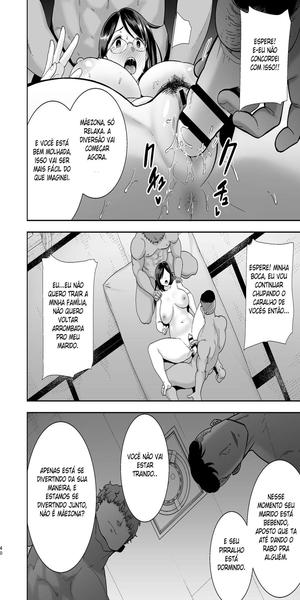 ESPERE!
E-EU NÃO
CONCORDEI
COM ISSO!!
MÃEZONA,
SÓ RELAXA.
A DIVERSÃO VAI
COMEÇAR
AGORA.
E VOCÊ ESTÁ
BEM MOLHADA,
ISSO VAI SER
MAIS FÁCIL
DO QUE IMAGINEI.
ESPERE! MINHA
BOCA, EU VOU
CONTINUAR
CHUPANDO O
CARALHO DE
VOCÊS ENTÃO...
EU...EU NÃO
QUERO TRAIR A
MINHA FAMÍLIA,
NÃO QUERO
VOLTAR
ARROMBADA
PRO MEU
MARIDO.
NESSE
MOMENTO SEU
MARIDO ESTÁ
BEBENDO,
APOSTO QUE TÁ
ATÉ DANDO O
RABO PRA
ALGUÉM.
E SEU
PIRRALHO
DORMINDO.
VOCÊ NÃO VAI
ESTAR
TRAINDO...
APENAS ESTÁ SE
DIVERTINDO DA SUA
MANEIRA, E
ESTAMOS SE
DIVERTINDO JUNTO,
NÃO É MÃEZONA?
40